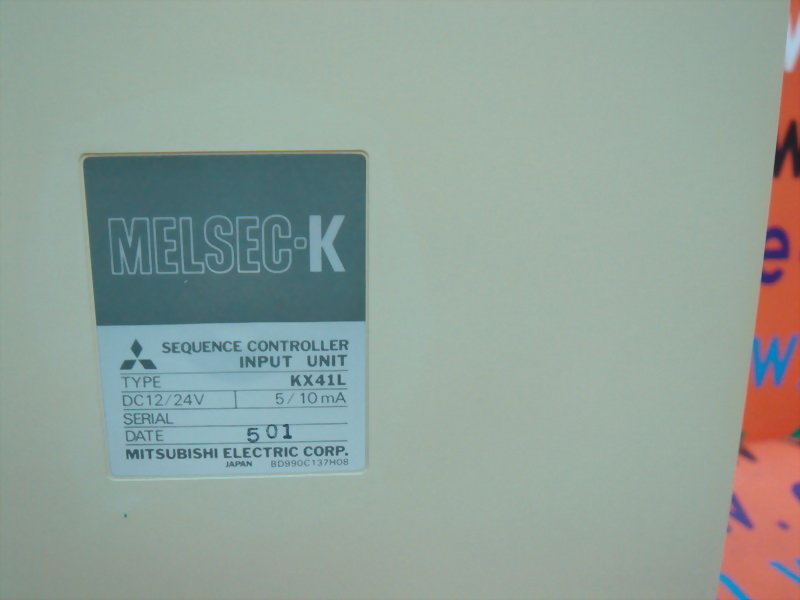 MELSEC-K
SEQUENCE CONTROLLER
INPUT UNIT
TYPE KX41L
DC12/24V 5/10mA
SERIAL
DATE 501
MITSUBISHI ELECTRIC CORP.
JAPAN BD990C137H08